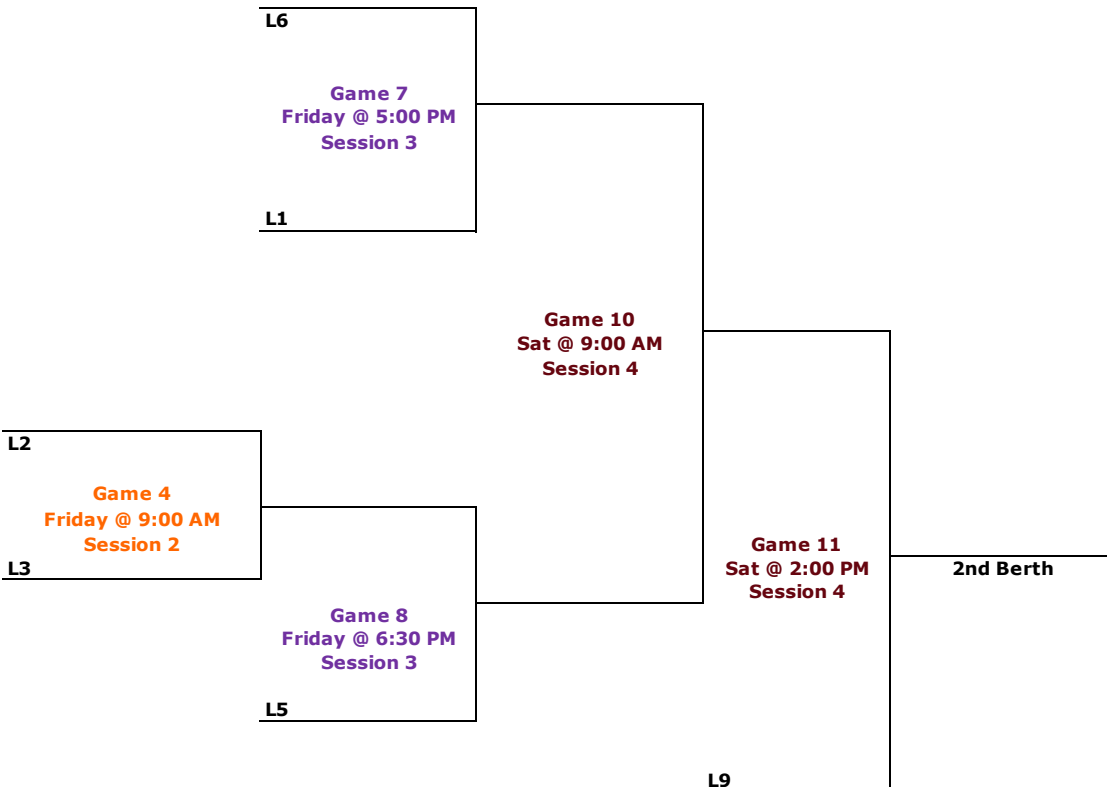 L6
Game 7
Friday @ 5:00 PM
Session 3
L1
Game 10
Sat @ 9:00 AM
Session 4
L2
Game 4
Friday @ 9:00 AM
Session 2
L3
Game 11
Sat @ 2:00 PM
Session 4
2nd Berth
Game 8
Friday @ 6:30 PM
Session 3
L5
L9